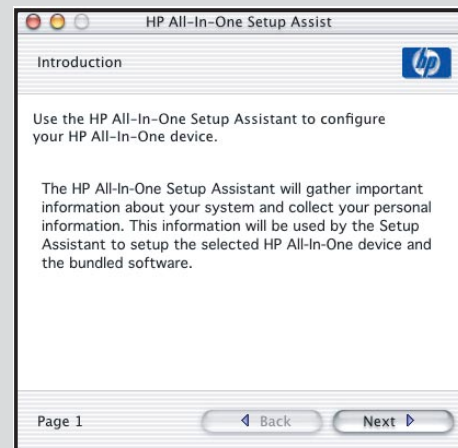 HP All-In-One Setup Assist
Introduction
hp
Use the HP All-In-One Setup Assistant to configure
your HP All-In-One device.
The HP All-In-One Setup Assistant will gather important
information about your system and collect your personal
information. This information will be used by the Setup
Assistant to setup the selected HP All-In-One device and
the bundled software.
Page 1
Back
Next